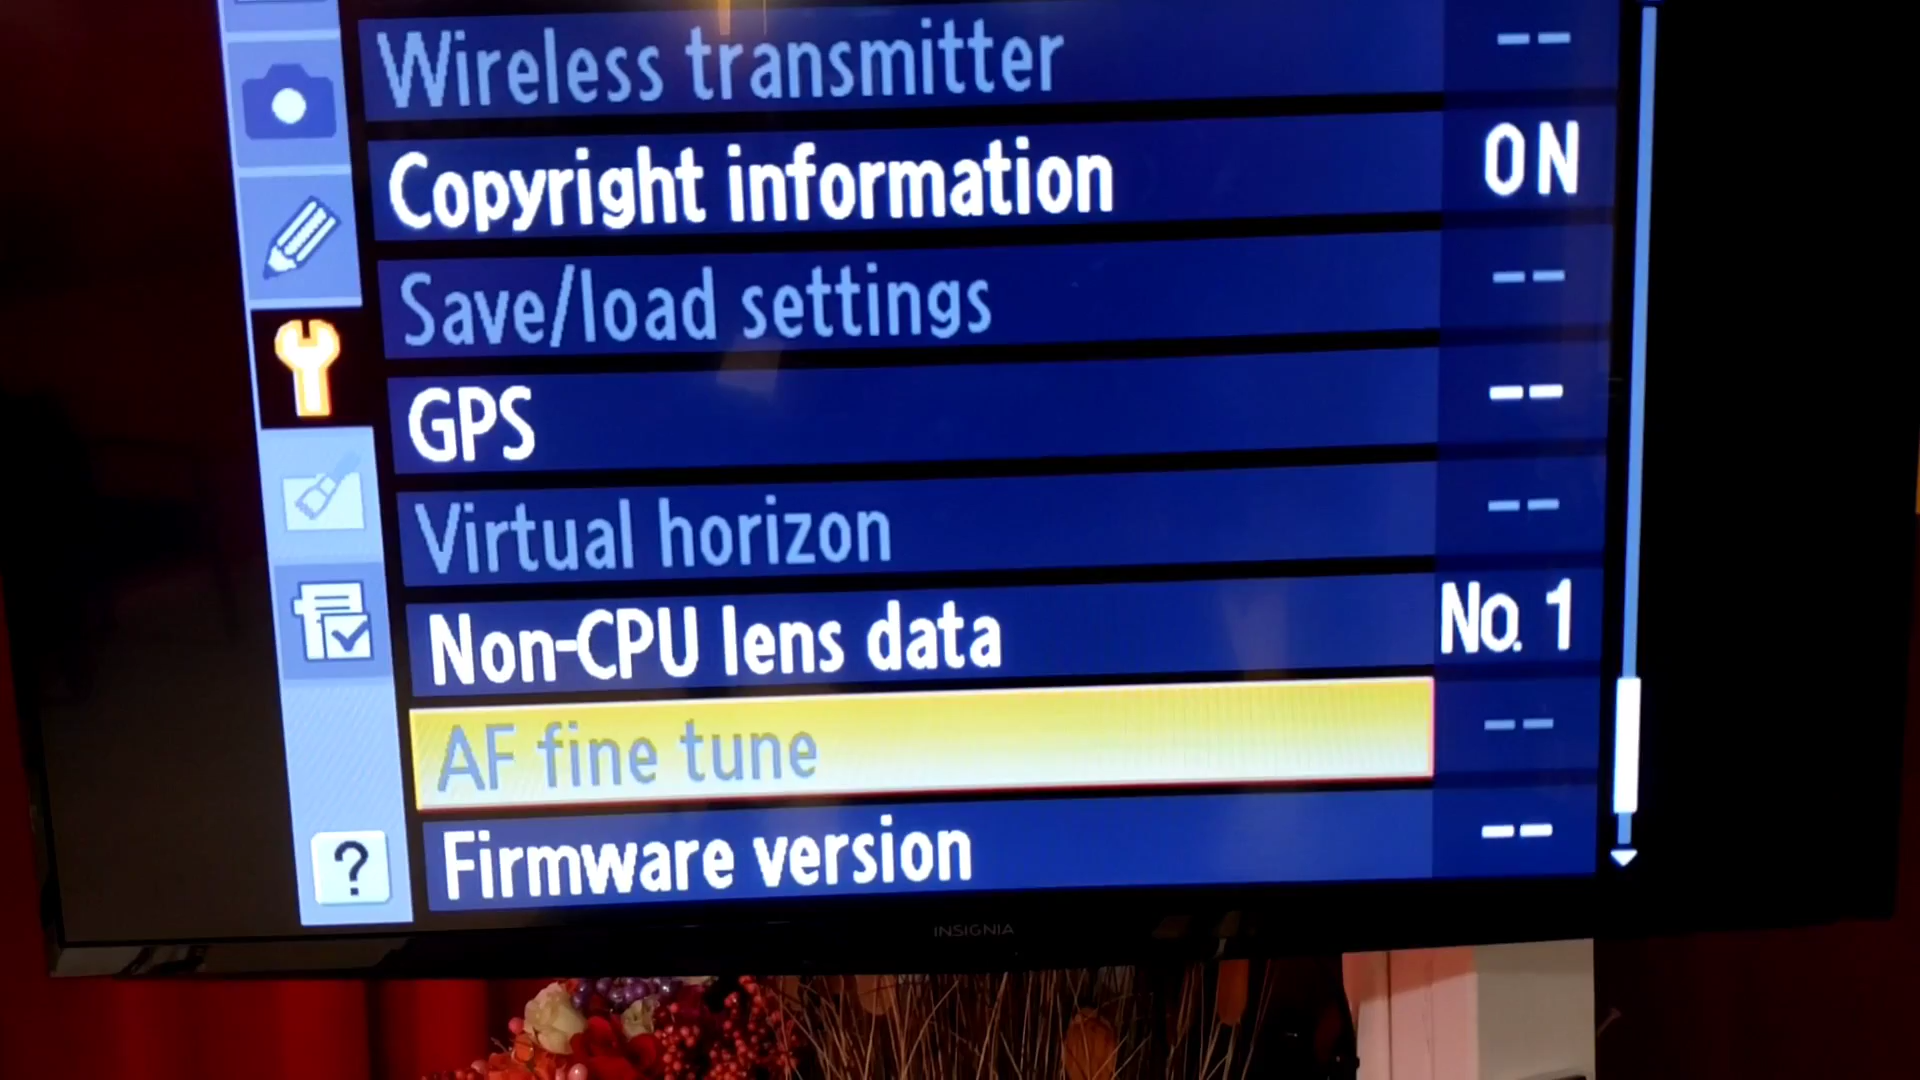 Wireless transmitter --
Copyright information ON
Save/load settings --
GPS --
Virtual horizon --
Non-CPU lens data No. 1
AF fine tune --
Firmware version --
?
INSIGNIA